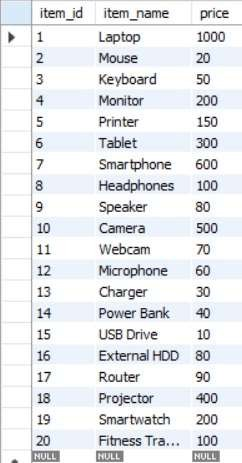 item_id item_name price
1 Laptop 1000
2 Mouse 20
3 Keyboard 50
4 Monitor 200
5 Printer 150
6 Tablet 300
7 Smartphone 600
8 Headphones 100
9 Speaker 80
10 Camera 500
11 Webcam 70
12 Microphone 60
13 Charger 30
14 Power Bank 40
15 USB Drive 10
16 External HDD 80
17 Router 90
18 Projector 400
19 Smartwatch 200
20 Fitness Tra... 100
NULL NULL NULL